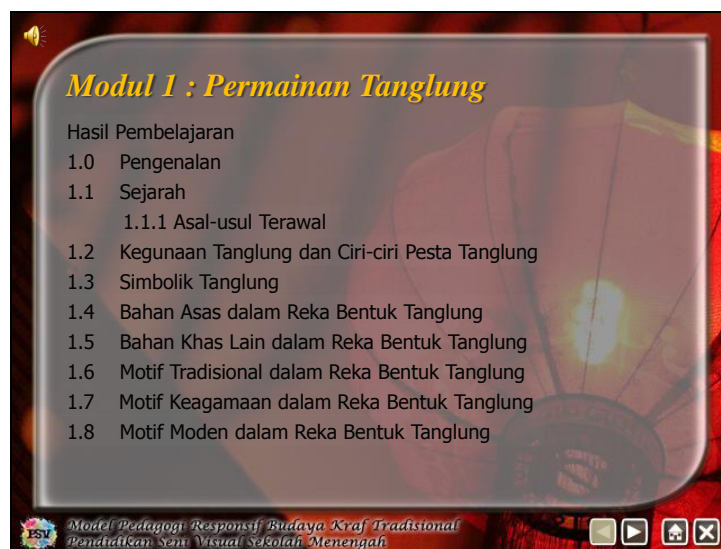 Modul 1 : Permainan Tanglung
Hasil Pembelajaran
1.0 Pengenalan
1.1 Sejarah
1.1.1 Asal-usul Terawal
1.2 Kegunaan Tanglung dan Ciri-ciri Pesta Tanglung
1.3 Simbolik Tanglung
1.4 Bahan Asas dalam Reka Bentuk Tanglung
1.5 Bahan Khas Lain dalam Reka Bentuk Tanglung
1.6 Motif Tradisional dalam Reka Bentuk Tanglung
1.7 Motif Keagamaan dalam Reka Bentuk Tanglung
1.8 Motif Moden dalam Reka Bentuk Tanglung
PSV
Model Pedagogi Responsif Budaya Kraf Tradisional
Pendidikan Seni Visual Sekolah Menengah